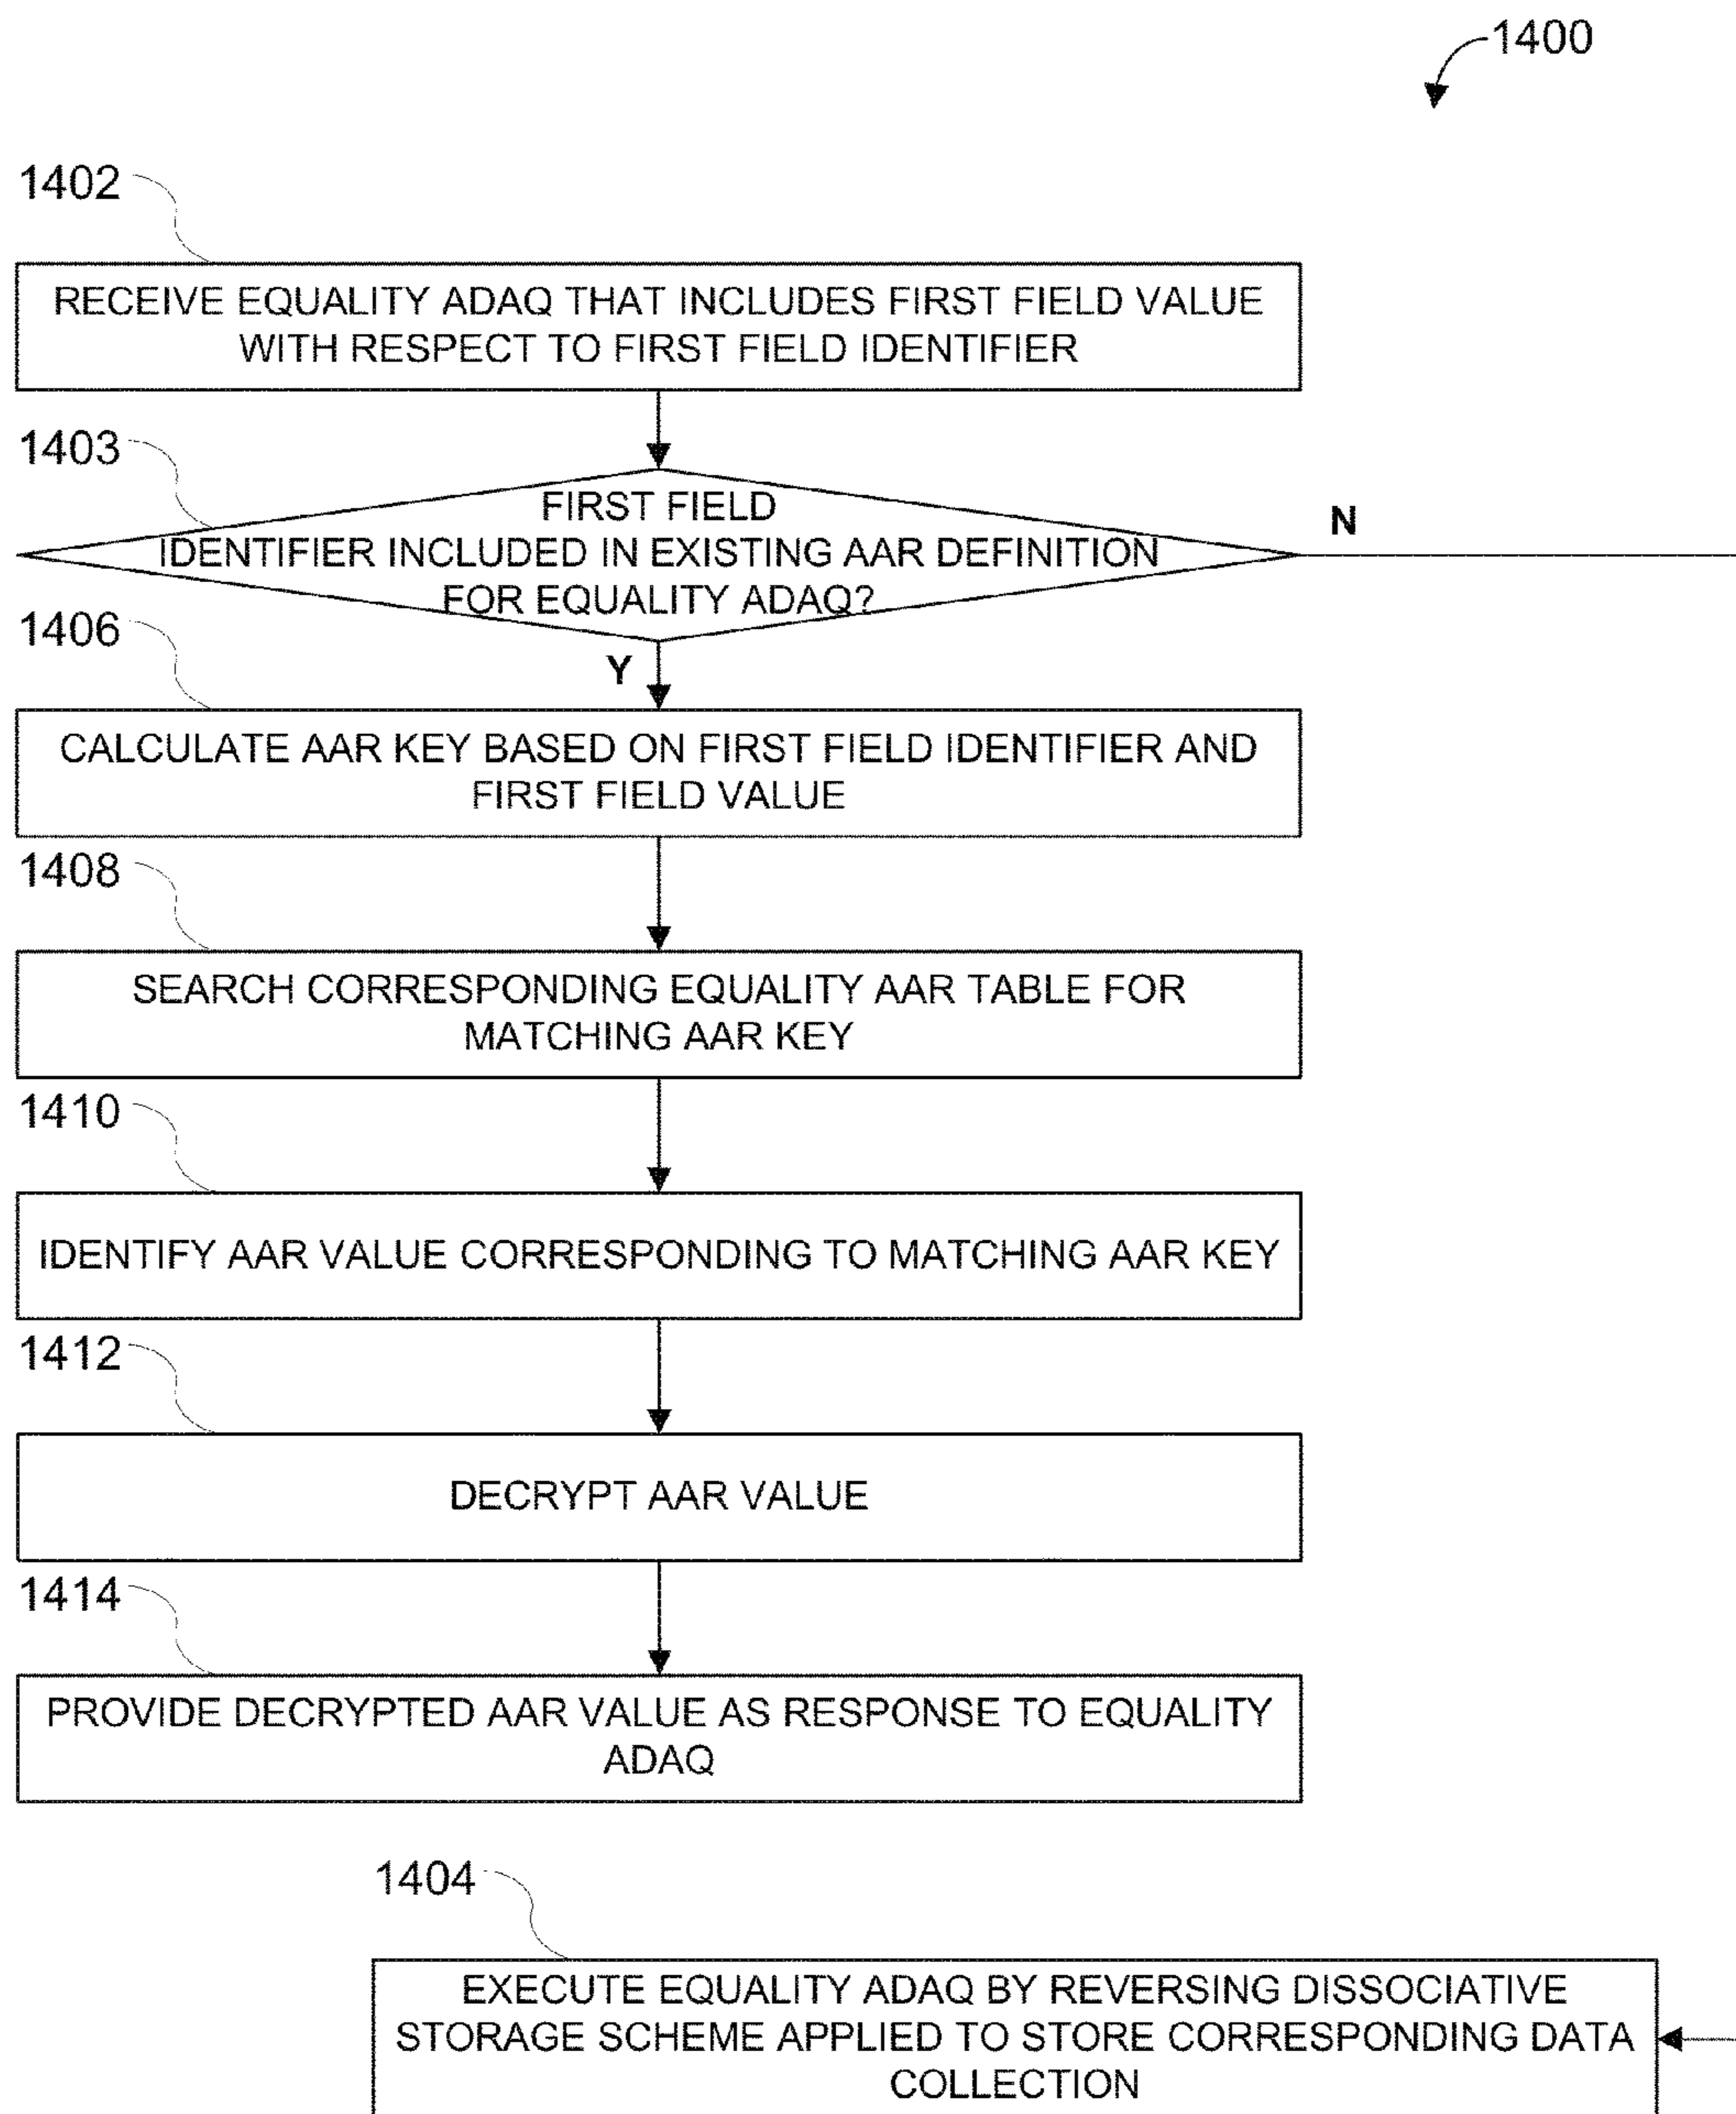 1400
1402
RECEIVE EQUALITY ADAQ THAT INCLUDES FIRST FIELD VALUE
WITH RESPECT TO FIRST FIELD IDENTIFIER
1403
FIRST FIELD
IDENTIFIER INCLUDED IN EXISTING AAR DEFINITION
FOR EQUALITY ADAQ?
N
Y
1406
CALCULATE AAR KEY BASED ON FIRST FIELD IDENTIFIER AND
FIRST FIELD VALUE
1408
SEARCH CORRESPONDING EQUALITY AAR TABLE FOR
MATCHING AAR KEY
1410
IDENTIFY AAR VALUE CORRESPONDING TO MATCHING AAR KEY
1412
DECRYPT AAR VALUE
1414
PROVIDE DECRYPTED AAR VALUE AS RESPONSE TO EQUALITY
ADAQ
1404
EXECUTE EQUALITY ADAQ BY REVERSING DISSOCIATIVE
STORAGE SCHEME APPLIED TO STORE CORRESPONDING DATA
COLLECTION